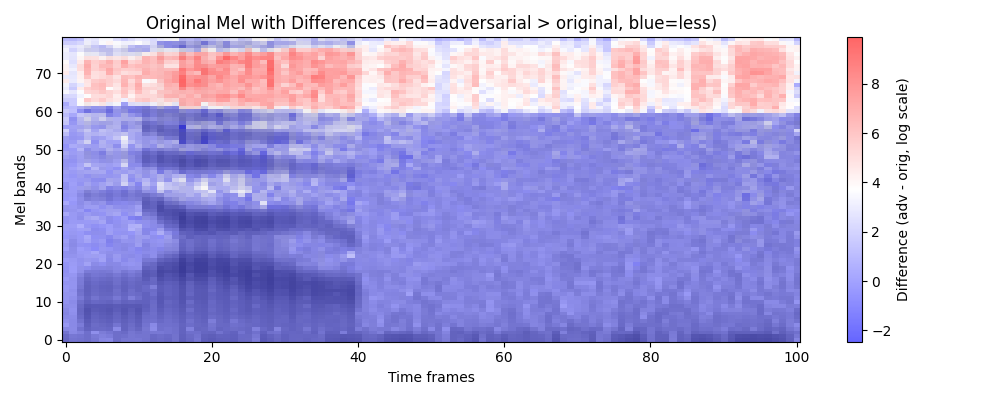 Original Mel with Differences (red=adversarial > original, blue=less)
Mel bands
70
60
50
40
30
20
10
0
0 20 40 60 80 100
Time frames
8
6
4
2
0
−2
Difference (adv - orig, log scale)